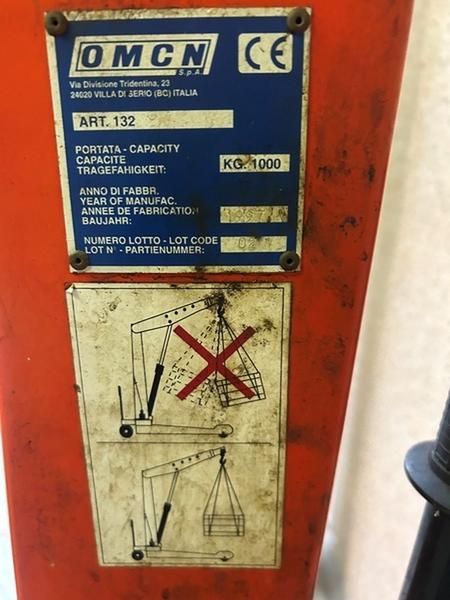 OMCN
S.p.A.
CE
Via Divisione Tridentina, 23
24020 VILLA DI SERIO (BC) ITALIA
ART. 132
PORTATA - CAPACITY
CAPACITE
TRAGEFAHIGKEIT:
KG. 1000
ANNO DI FABBR.
YEAR OF MANUFAC.
ANNEE DE FABRICATION
BAUJAHR:
NUMERO LOTTO - LOT CODE
LOT N° - PARTIENUMMER: